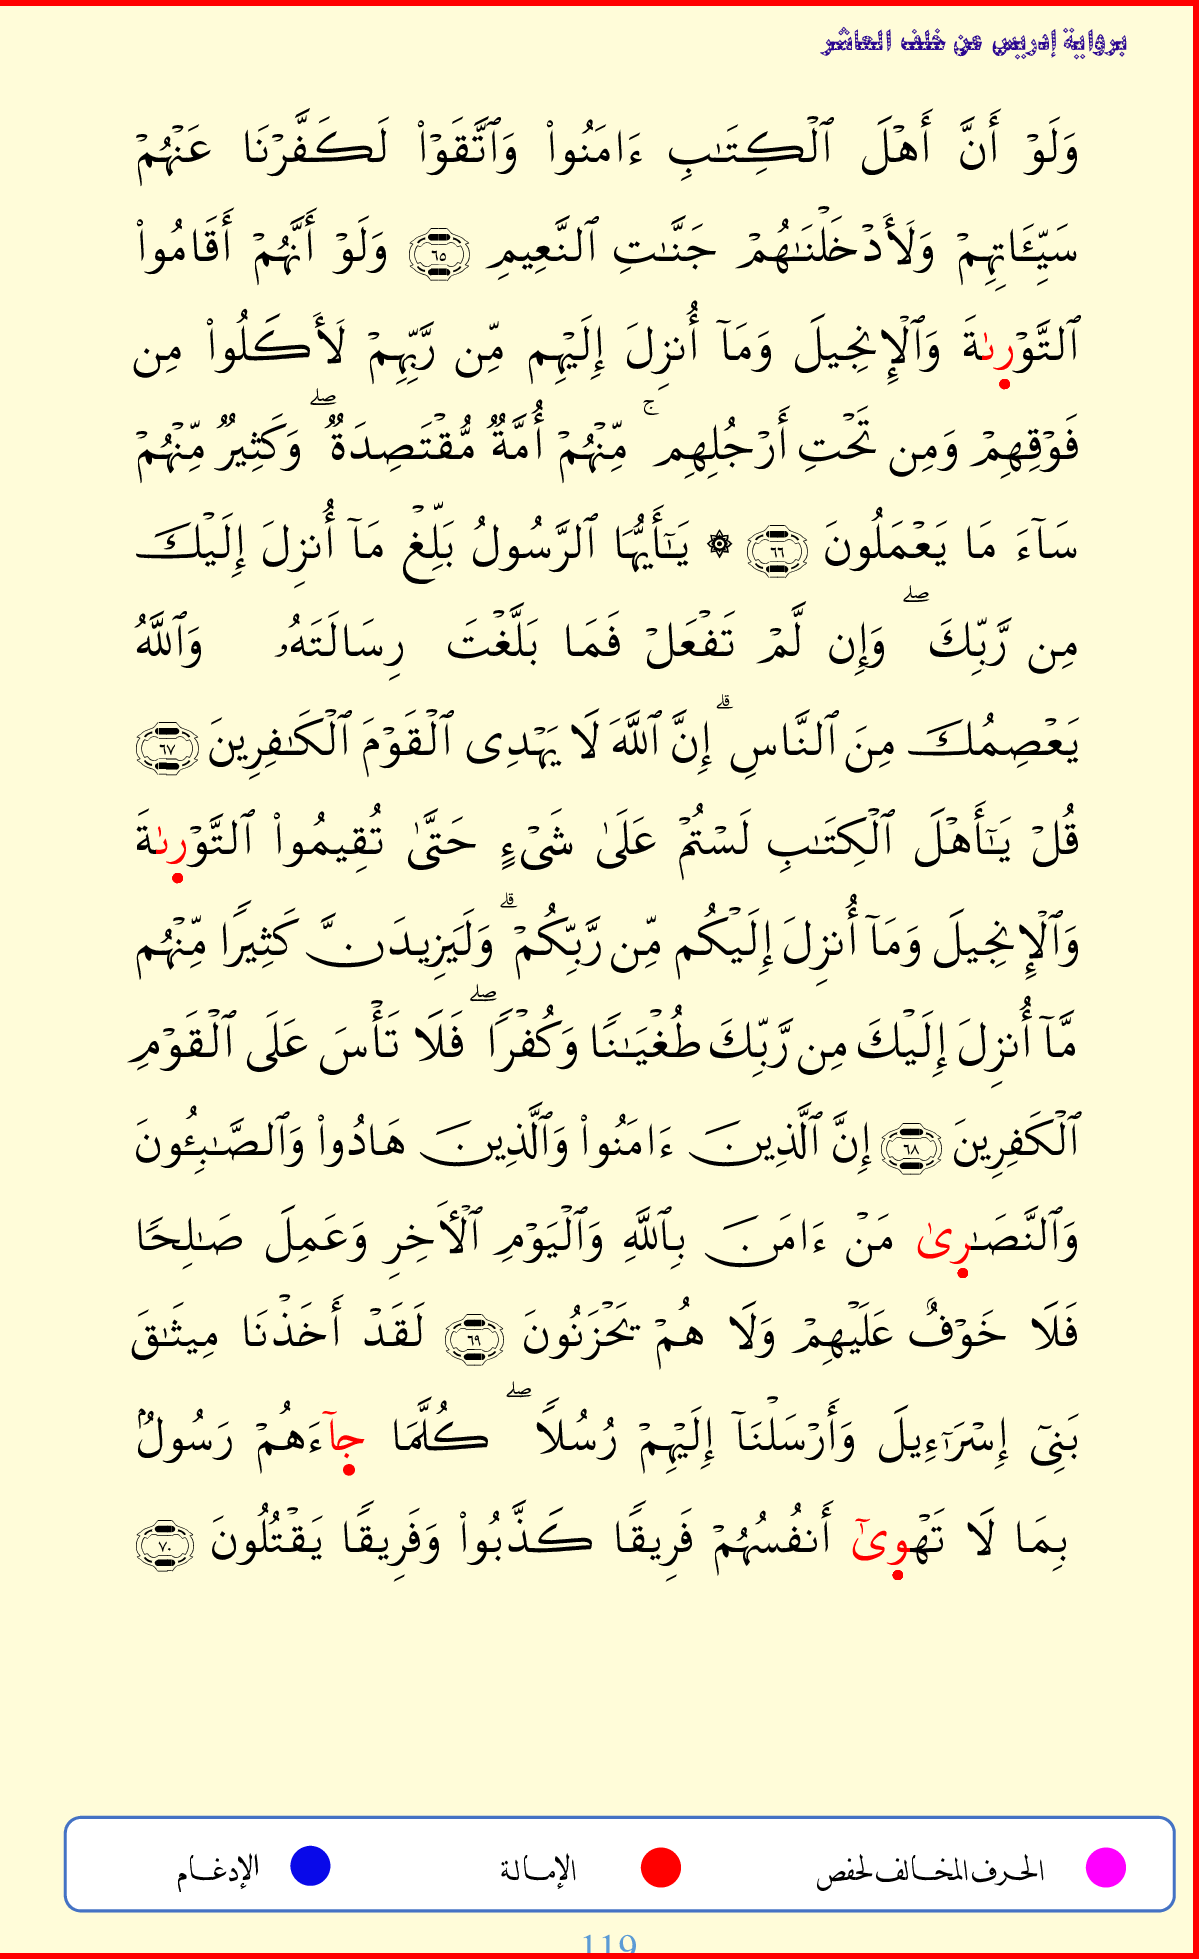 برواية إدريس عن خلف العاشر
وَلَوۡ أَنَّ أَهۡلَ ٱلۡكِتَٰبِ ءَامَنُواْ وَٱتَّقَوۡاْ لَكَفَّرۡنَا عَنۡهُمۡ
سَيِّـَٔاتِهِمۡ وَلَأَدۡخَلۡنَٰهُمۡ جَنَّٰتِ ٱلنَّعِيمِ ٦٥ وَلَوۡ أَنَّهُمۡ أَقَامُواْ
ٱلتَّوۡرىٰةَ وَٱلۡإِنجِيلَ وَمَآ أُنزِلَ إِلَيۡهِم مِّن رَّبِّهِمۡ لَأَكَلُواْ مِن
فَوۡقِهِمۡ وَمِن تَحۡتِ أَرۡجُلِهِمۚ مِّنۡهُمۡ أُمَّةٞ مُّقۡتَصِدَةٞۖ وَكَثِيرٞ مِّنۡهُمۡ
سَآءَ مَا يَعۡمَلُونَ ٦٦ ۞ يَٰٓأَيُّهَا ٱلرَّسُولُ بَلِّغۡ مَآ أُنزِلَ إِلَيۡكَ
مِن رَّبِّكَۖ وَإِن لَّمۡ تَفۡعَلۡ فَمَا بَلَّغۡتَ رِسَالَتَهُۥ وَٱللَّهُ
يَعۡصِمُكَ مِنَ ٱلنَّاسِۗ إِنَّ ٱللَّهَ لَا يَهۡدِى ٱلۡقَوۡمَ ٱلۡكَٰفِرِينَ ٦٧
قُلۡ يَٰٓأَهۡلَ ٱلۡكِتَٰبِ لَسۡتُمۡ عَلَىٰ شَىۡءٍ حَتَّىٰ تُقِيمُواْ ٱلتَّوۡرىٰةَ
وَٱلۡإِنجِيلَ وَمَآ أُنزِلَ إِلَيۡكُم مِّن رَّبِّكُمۡۗ وَلَيَزِيدَنَّ كَثِيرٗا مِّنۡهُم
مَّآ أُنزِلَ إِلَيۡكَ مِن رَّبِّكَ طُغۡيَٰنٗا وَكُفۡرٗاۖ فَلَا تَأۡسَ عَلَى ٱلۡقَوۡمِ
ٱلۡكَٰفِرِينَ ٦٨ إِنَّ ٱلَّذِينَ ءَامَنُواْ وَٱلَّذِينَ هَادُواْ وَٱلصَّٰبِـُٔونَ
وَٱلنَّصَٰرِىٰ مَنۡ ءَامَنَ بِٱللَّهِ وَٱلۡيَوۡمِ ٱلۡأٓخِرِ وَعَمِلَ صَٰلِحٗا
فَلَا خَوۡفٌ عَلَيۡهِمۡ وَلَا هُمۡ يَحۡزَنُونَ ٦٩ لَقَدۡ أَخَذۡنَا مِيثَٰقَ
بَنِىٓ إِسۡرَٰٓءِيلَ وَأَرۡسَلۡنَآ إِلَيۡهِمۡ رُسُلٗاۖ كُلَّمَا جآءَهُمۡ رَسُولُۢ
بِمَا لَا تَهۡوِىٰٓ أَنفُسُهُمۡ فَرِيقٗا كَذَّبُواْ وَفَرِيقٗا يَقۡتُلُونَ ٧٠
الحرف المخالف لحفص الإمالة الإدغام
119